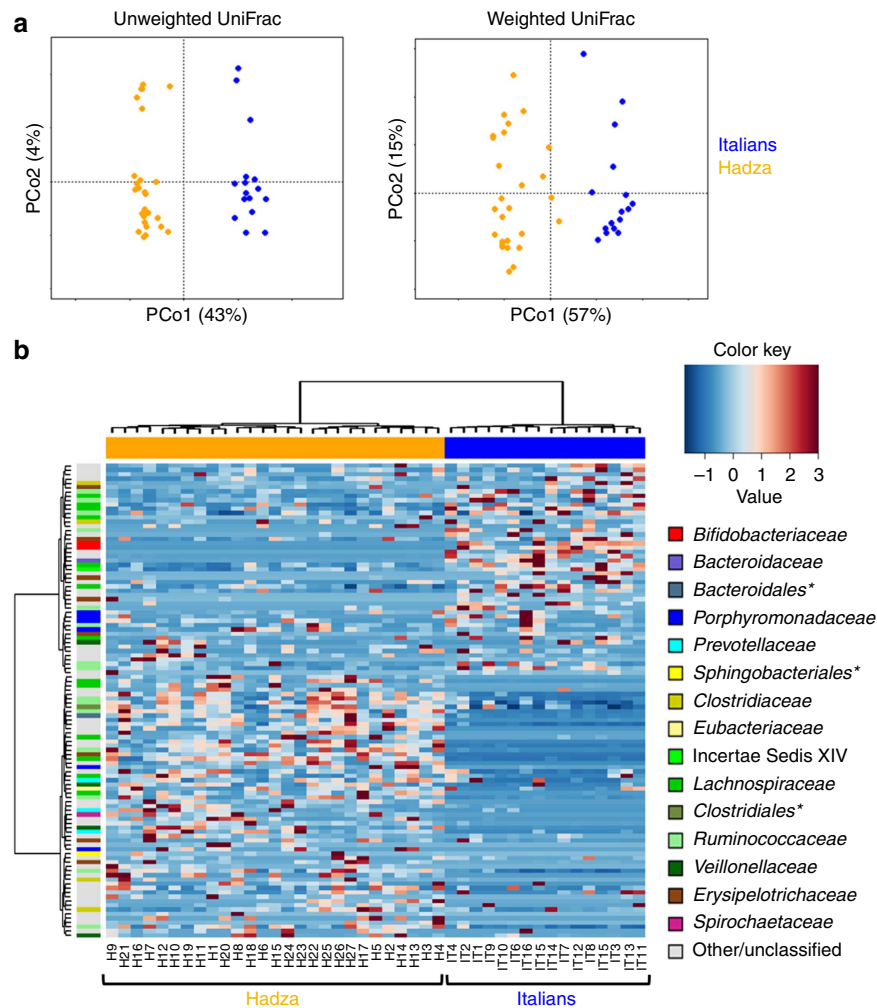 a
Unweighted UniFrac
Weighted UniFrac
PCo2 (4%)
PCo2 (15%)
Italians
Hadza
PCo1 (43%)
PCo1 (57%)
b
Color key
−1 0 1 2 3
Value
Bifidobacteriaceae
Bacteroidaceae
Bacteroidales*
Porphyromonadaceae
Prevotellaceae
Sphingobacteriales*
Clostridiaceae
Eubacteriaceae
Incertae Sedis XIV
Lachnospiraceae
Clostridiales*
Ruminococcaceae
Veillonellaceae
Erysipelotrichaceae
Spirochaetaceae
Other/unclassified
H9 H21 H16 H7 H12 H10 H19 H11 H1 H20 H8 H18 H6 H15 H24 H23 H22 H25 H26 H27 H17 H5 H2 H14 H13 H3 H4 IT4 IT2 IT1 IT9 IT10 IT6 IT16 IT15 IT14 IT7 IT12 IT8 IT5 IT3 IT13 IT11
Hadza Italians